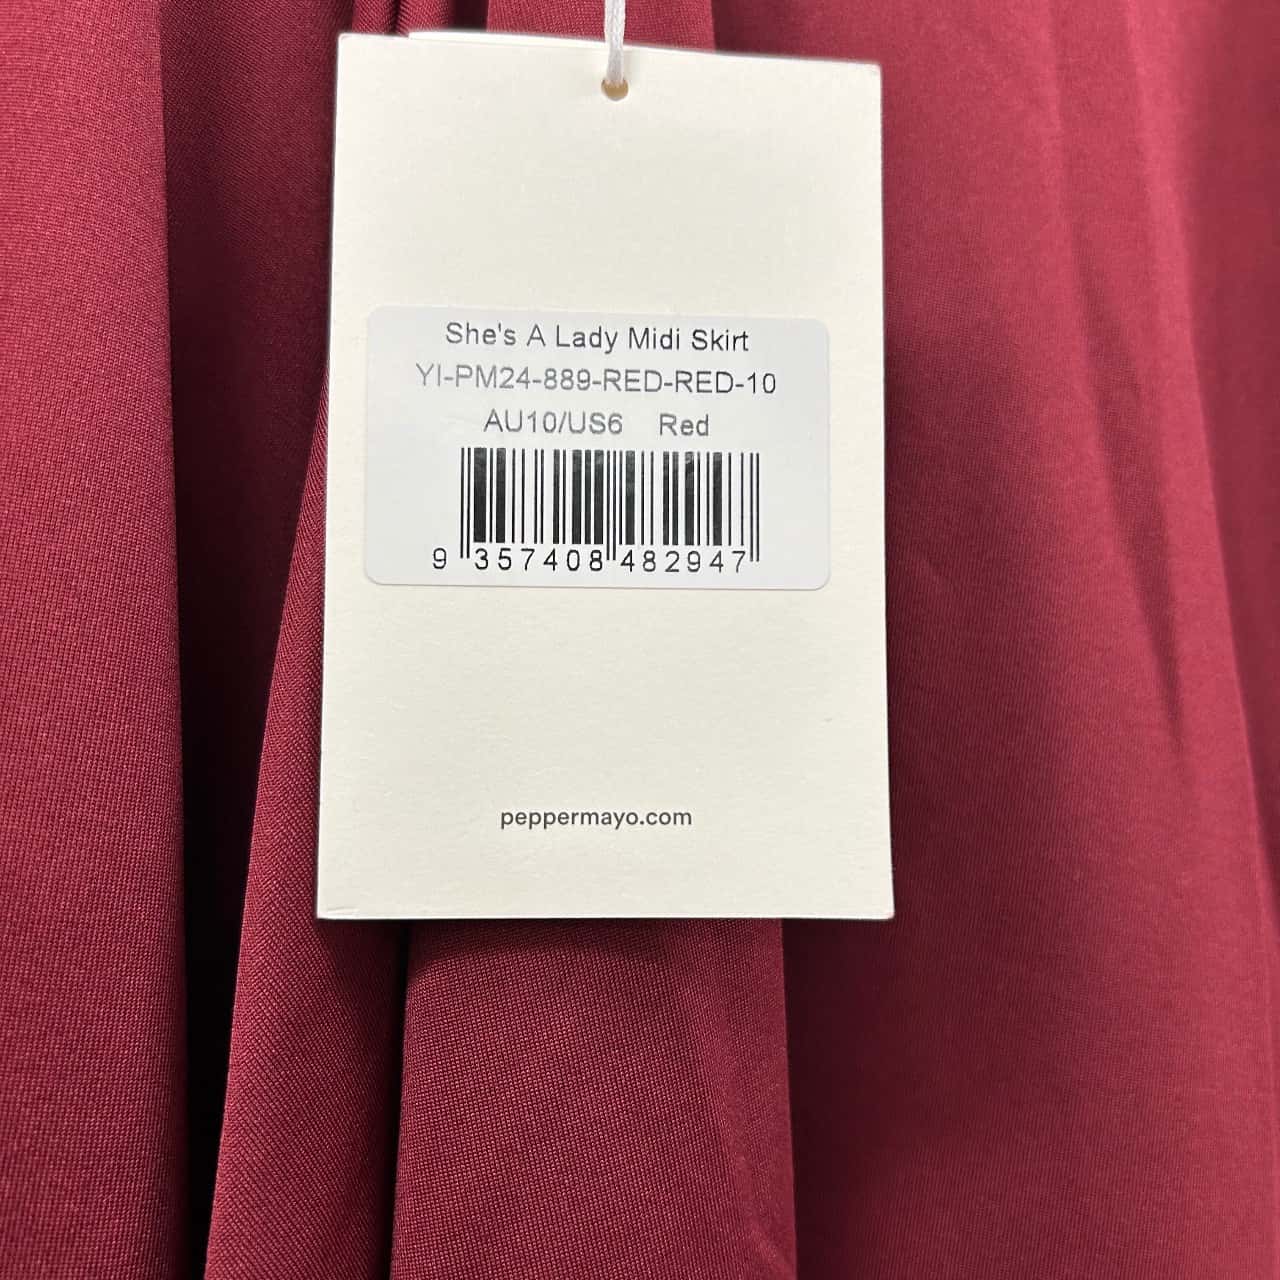 She's A Lady Midi Skirt
YI-PM24-889-RED-RED-10
AU10/US6 Red
9 357408 482947
peppermayo.com